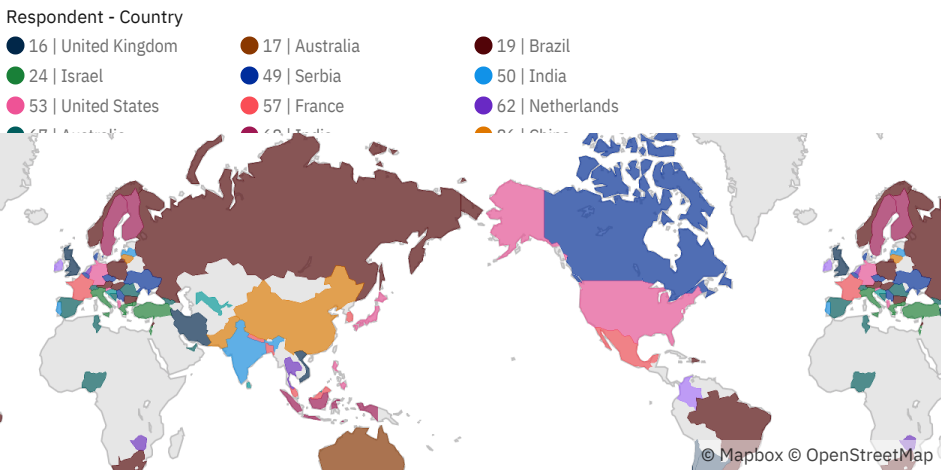 Respondent - Country
16 | United Kingdom
17 | Australia
19 | Brazil
24 | Israel
49 | Serbia
50 | India
53 | United States
57 | France
62 | Netherlands
© Mapbox © OpenStreetMap